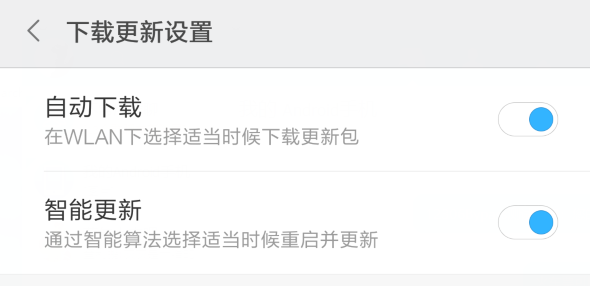 下载更新设置
自动下载
在WLAN下选择适当时候下载更新包
智能更新
通过智能算法选择适当时候重启并更新